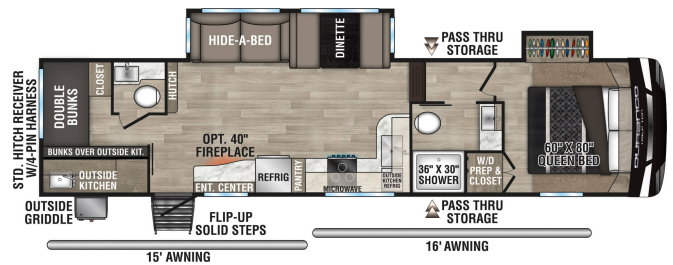 HIDE-A-BED
DINETTE
PASS THRU
STORAGE
STD. HITCH RECEIVER
W/4-PIN HARNESS
DOUBLE
BUNKS
CLOSET
HUTCH
OPT. 40"
FIREPLACE
BUNKS OVER OUTSIDE KIT.
OUTSIDE
KITCHEN
ENT. CENTER
REFRIG
PANTRY
MICROWAVE
OUTSIDE
KITCHEN
REFRIG
36" X 30"
SHOWER
W/D
PREP &
CLOSET
60" X 80"
QUEEN BED
DURANGO
OUTSIDE
GRIDDLE
FLIP-UP
SOLID STEPS
PASS THRU
STORAGE
15' AWNING
16' AWNING